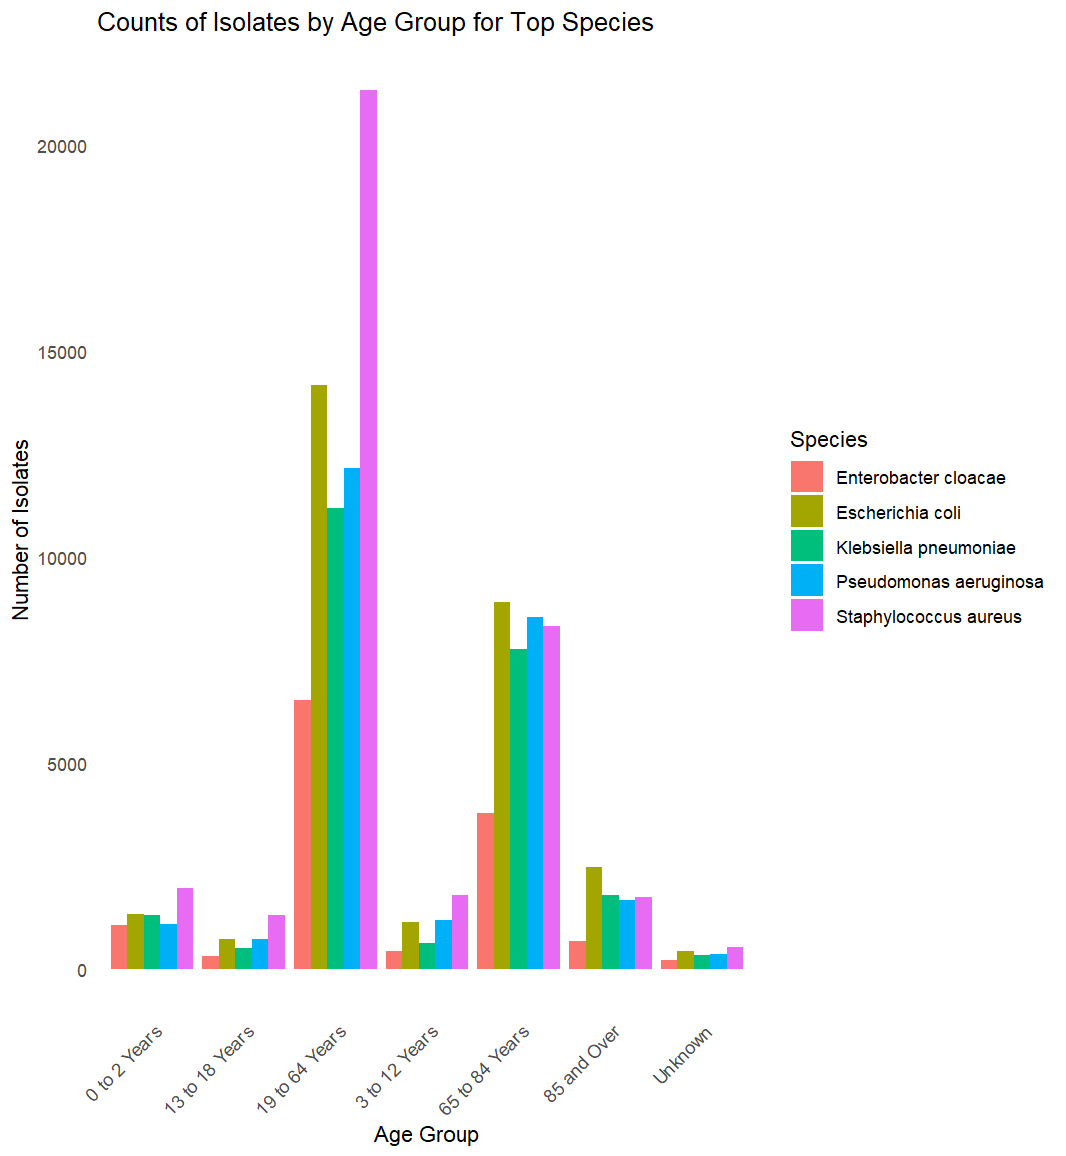 Counts of Isolates by Age Group for Top Species
Number of Isolates
20000
15000
10000
5000
0
0 to 2 Years
13 to 18 Years
19 to 64 Years
3 to 12 Years
65 to 84 Years
85 and Over
Unknown
Age Group
Species
Enterobacter cloacae
Escherichia coli
Klebsiella pneumoniae
Pseudomonas aeruginosa
Staphylococcus aureus